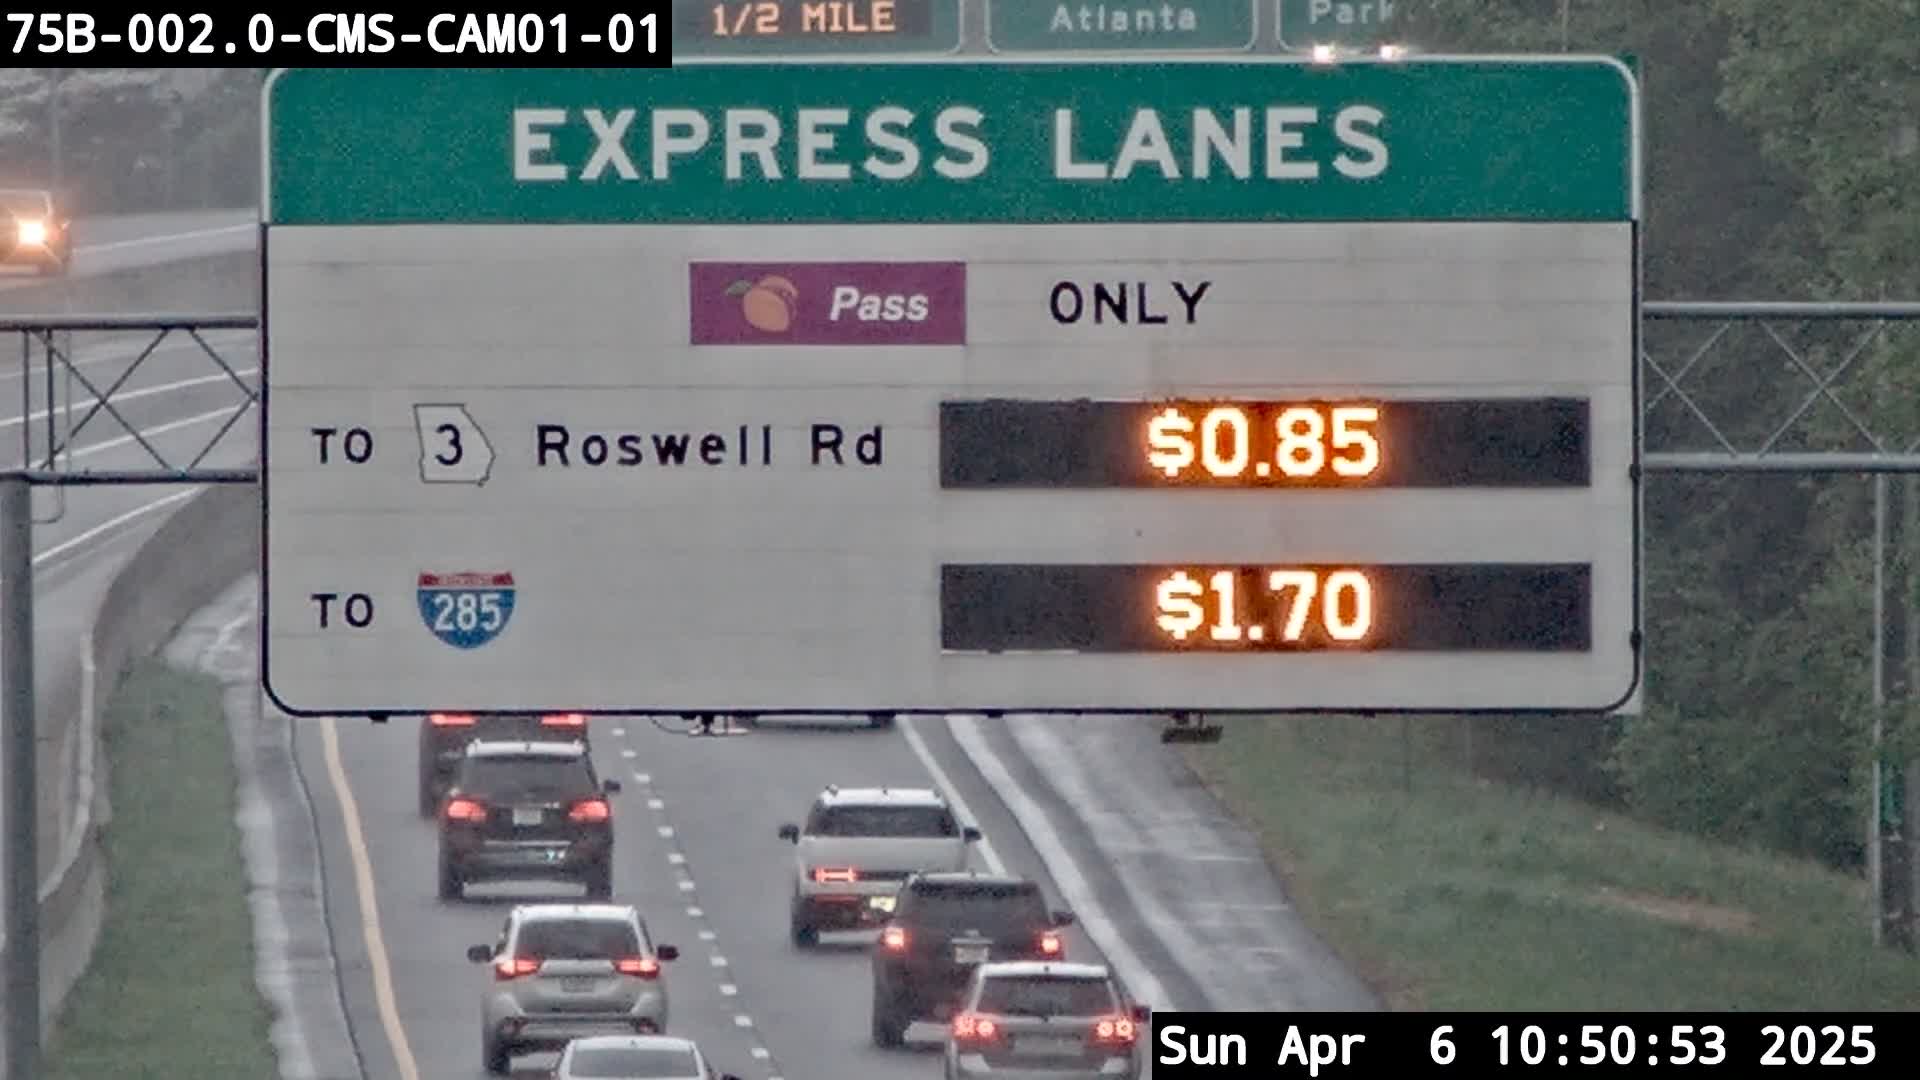 75B-002.0-CMS-CAM01-01
1/2 MILE
Atlanta
Park
EXPRESS LANES
Pass ONLY
TO 3 Roswell Rd $0.85
TO 285 $1.70
Sun Apr 6 10:50:53 2025